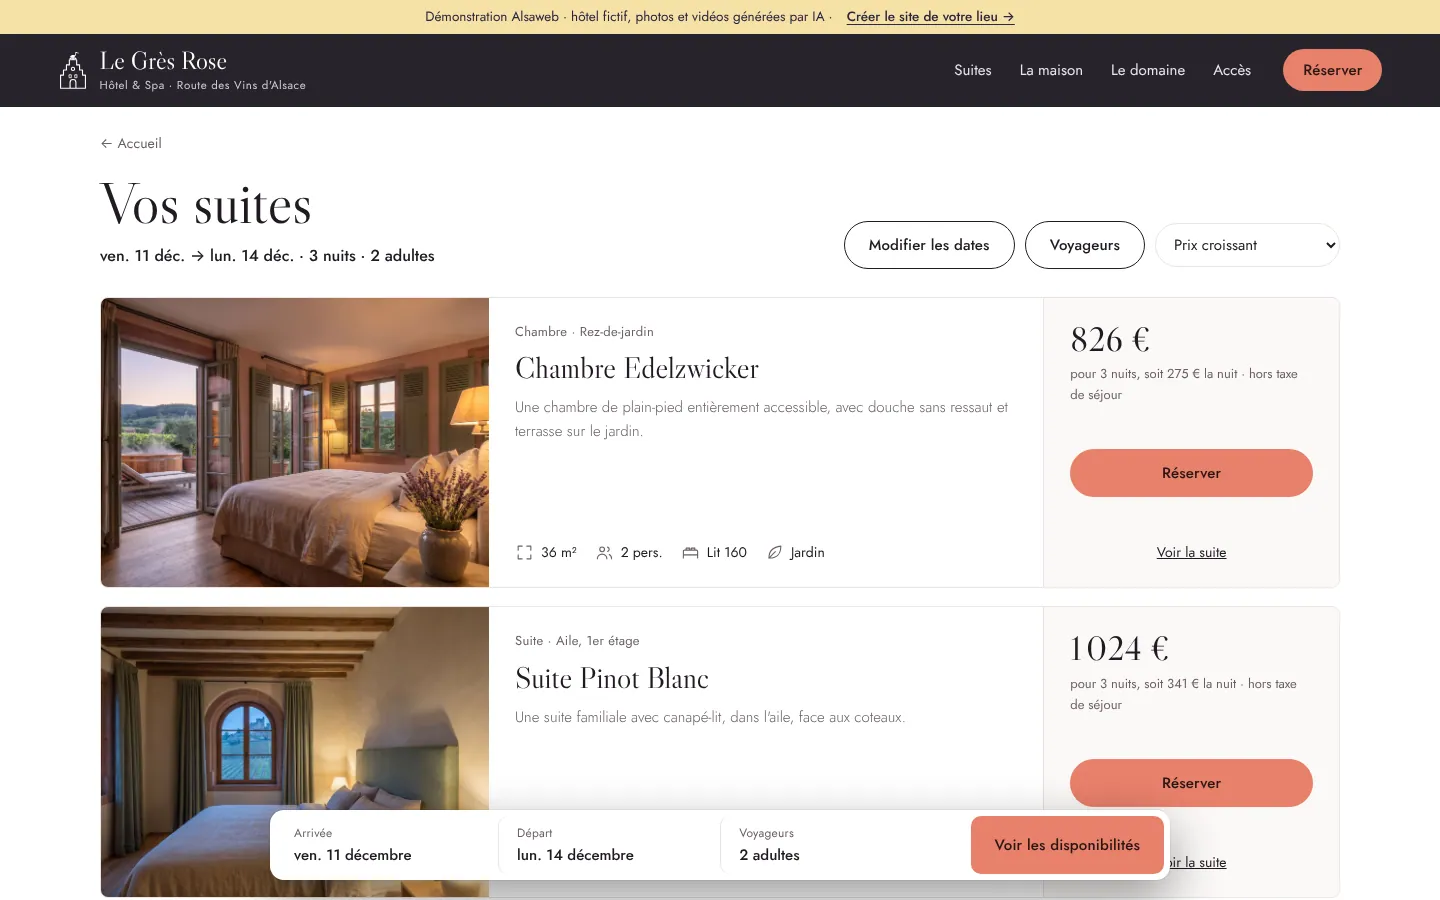 Démonstration Alsaweb · hôtel fictif, photos et vidéos générées par IA · Créer le site de votre lieu →
Le Grès Rose
Hôtel & Spa · Route des Vins d'Alsace
Suites
La maison
Le domaine
Accès
Réserver
← Accueil
Vos suites
ven. 11 déc. → lun. 14 déc. · 3 nuits · 2 adultes
Modifier les dates
Voyageurs
Prix croissant
Chambre · Rez-de-jardin
Chambre Edelzwicker
Une chambre de plain-pied entièrement accessible, avec douche sans ressaut et
terrasse sur le jardin.
36 m²
2 pers.
Lit 160
Jardin
826 €
pour 3 nuits, soit 275 € la nuit · hors taxe
de séjour
Réserver
Voir la suite
Suite · Aile, 1er étage
Suite Pinot Blanc
Une suite familiale avec canapé-lit, dans l'aile, face aux coteaux.
1 024 €
pour 3 nuits, soit 341 € la nuit · hors taxe
de séjour
Réserver
oir la suite
Arrivée
ven. 11 décembre
Départ
lun. 14 décembre
Voyageurs
2 adultes
Voir les disponibilités